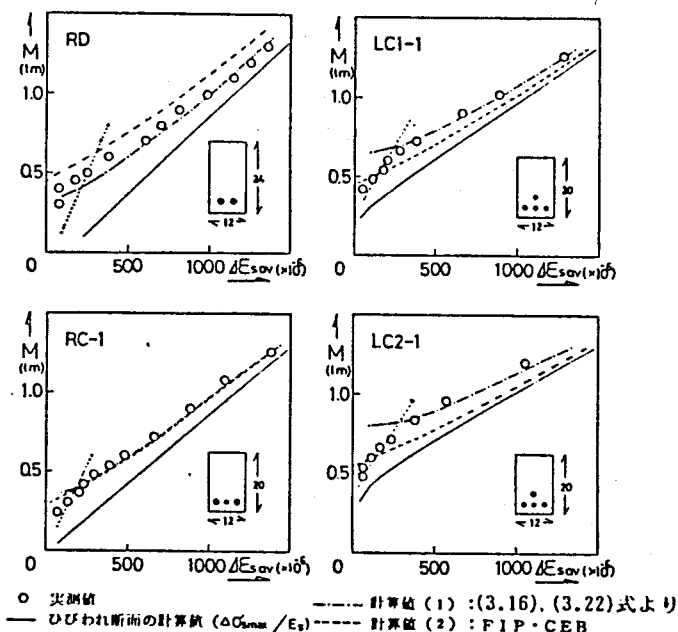 RD
M
(tm)
1.0
0.5
0
500
1000
ΔEsav(×10⁻⁶)
24
12
LC1-1
M
(tm)
1.0
0.5
0
500
1000
ΔEsav(×10⁻⁶)
20
12
RC-1
M
(tm)
1.0
0.5
0
500
1000
ΔEsav(×10⁻⁶)
20
12
LC2-1
M
(tm)
1.0
0.5
0
500
1000
ΔEsav(×10⁻⁶)
20
12
○ 実測値
—— ひびわれ断面の計算値 (Δσsmax/Es)
—·—·— 計算値(1):(3.16),(3.22)式より
----- 計算値(2):FIP・CEB